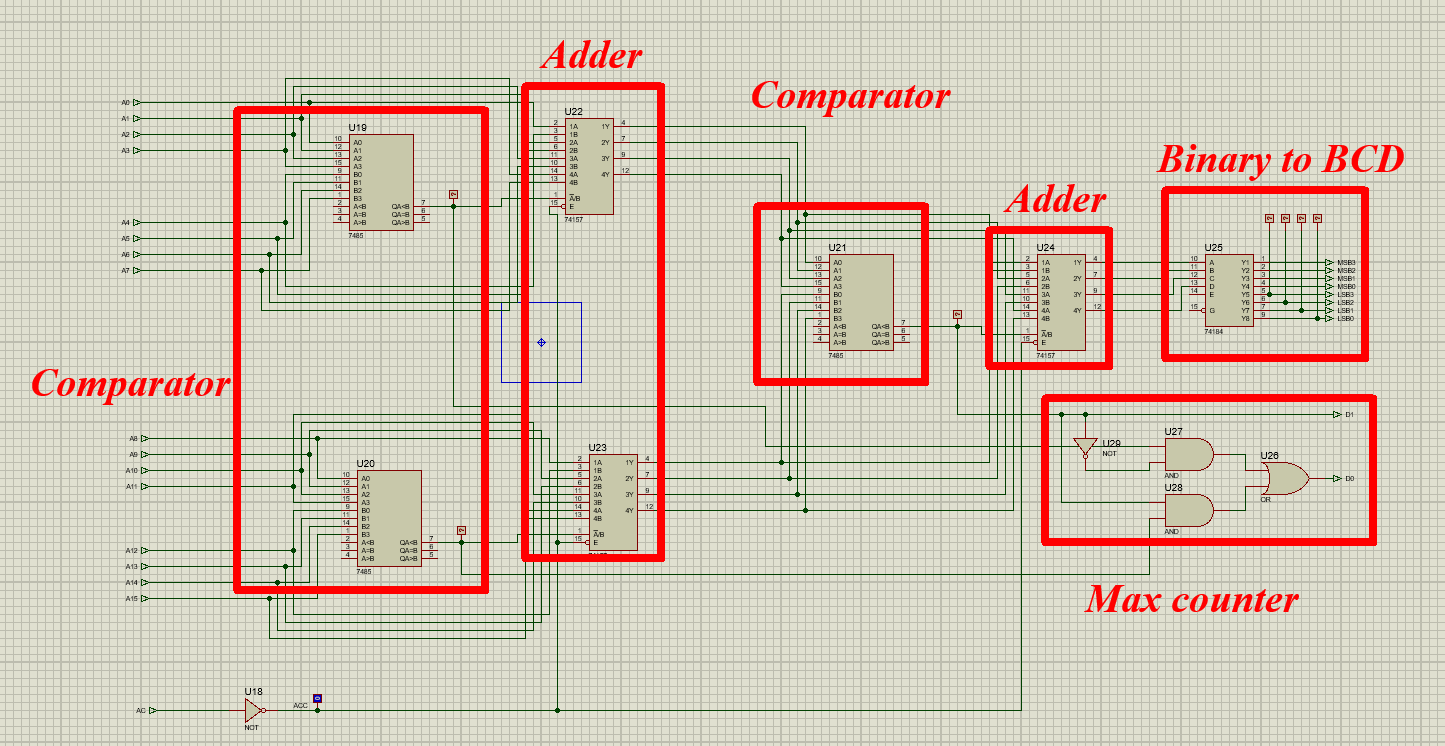 Adder
Comparator
Binary to BCD
Adder
Comparator
Max counter
A0
A1
A2
A3
A4
A5
A6
A7
A8
A9
A10
A11
A12
A13
A14
A15
AC
U19
10 A0
12 A1
13 A2
15 A3
9 B0
11 B1
14 B2
1 B3
2 A<B QA<B 7
3 A=B QA=B 6
4 A>B QA>B 5
7485
U20
10 A0
12 A1
13 A2
15 A3
9 B0
11 B1
14 B2
1 B3
2 A<B QA<B 7
3 A=B QA=B 6
4 A>B QA>B 5
7485
U22
2 1A 1Y 4
3 1B
5 2A 2Y 7
6 2B
11 3A 3Y 9
10 3B
14 4A 4Y 12
13 4B
1 A/B
15 E
74157
U23
2 1A 1Y 4
3 1B
5 2A 2Y 7
6 2B
11 3A 3Y 9
10 3B
14 4A 4Y 12
13 4B
1 A/B
15 E
U21
10 A0
12 A1
13 A2
15 A3
9 B0
11 B1
14 B2
1 B3
2 A<B QA<B 7
3 A=B QA=B 6
4 A>B QA>B 5
7485
U24
2 1A 1Y 4
3 1B
5 2A 2Y 7
6 2B
11 3A 3Y 9
10 3B
14 4A 4Y 12
13 4B
1 A/B
15 E
74157
U25
10 A Y1 1
11 B Y2 2
12 C Y3 3
13 D Y4 4
14 E Y5 5
Y6 6
15 G Y7 7
Y8 9
74184
MSB3
MSB2
MSB1
MSB0
LSB3
LSB2
LSB1
LSB0
? ? ? ?
?
?
?
D1
U29
NOT
U27
AND
U28
AND
U26
OR
D0
U18
NOT
ACC
0